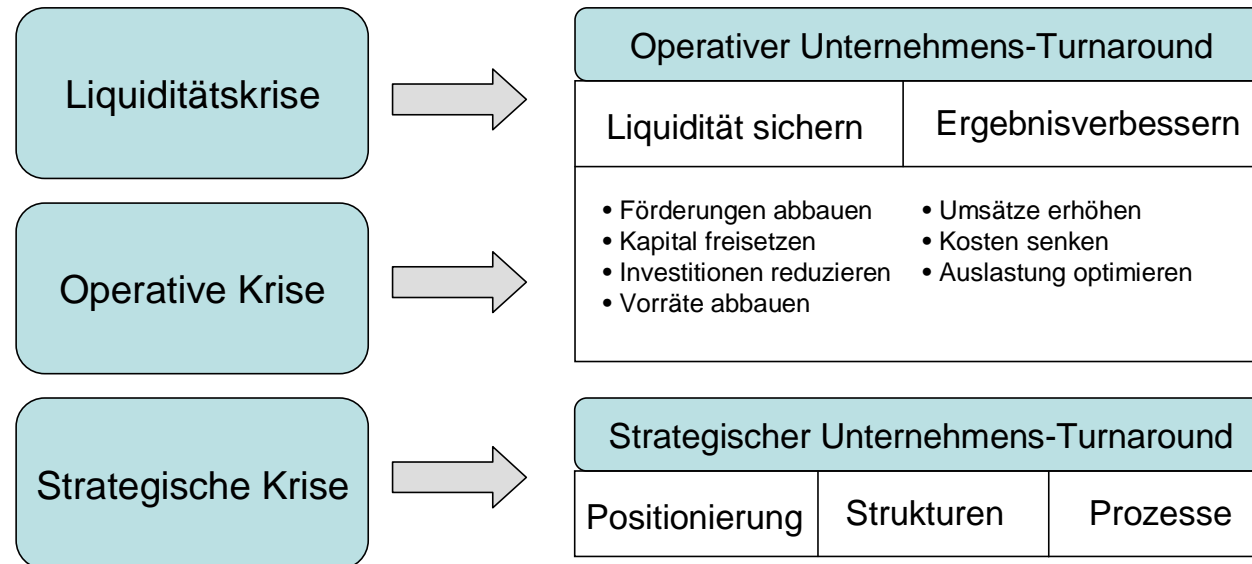 Liquiditätskrise
Operative Krise
Strategische Krise
Operativer Unternehmens-Turnaround
Liquidität sichern
Ergebnisverbessern
• Förderungen abbauen
• Kapital freisetzen
• Investitionen reduzieren
• Vorräte abbauen
• Umsätze erhöhen
• Kosten senken
• Auslastung optimieren
Strategischer Unternehmens-Turnaround
Positionierung
Strukturen
Prozesse